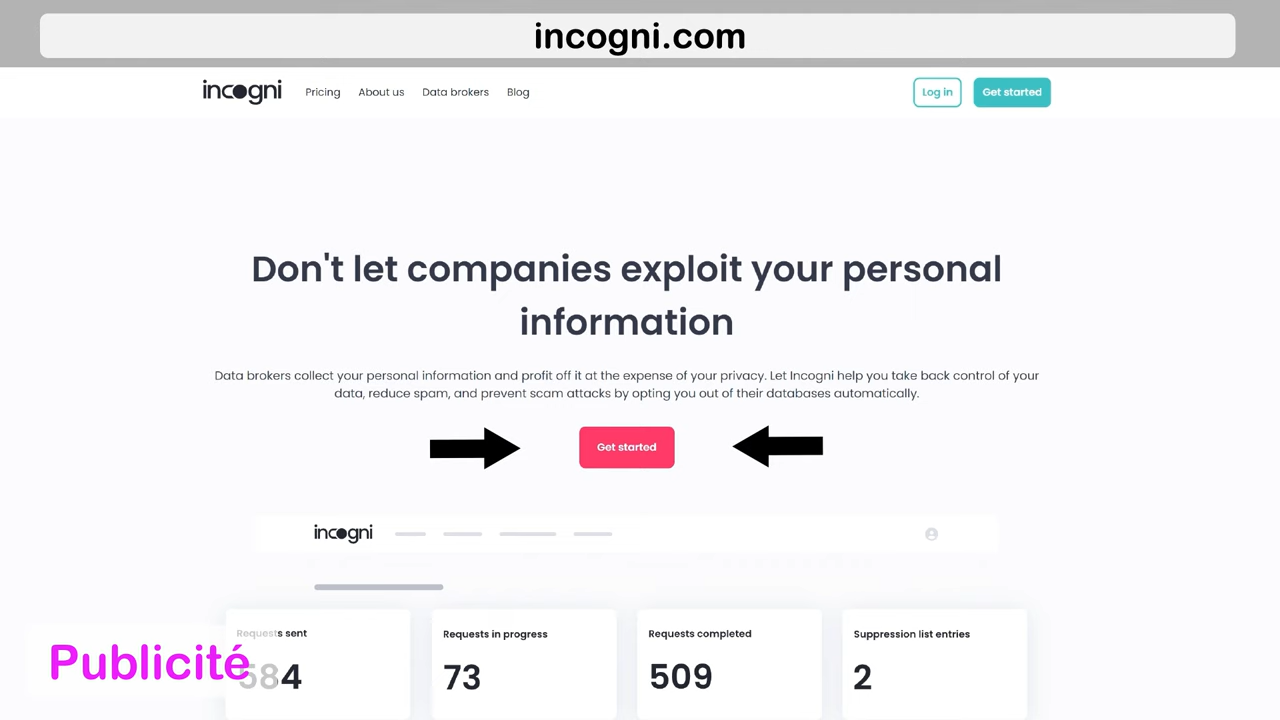 incogni.com
incogni Pricing About us Data brokers Blog Log in Get started
Don't let companies exploit your personal
information
Data brokers collect your personal information and profit off it at the expense of your privacy. Let Incogni help you take back control of your
data, reduce spam, and prevent scam attacks by opting you out of their databases automatically.
Get started
incogni
Requests sent Requests in progress Requests completed Suppression list entries
584 73 509 2
Publicité